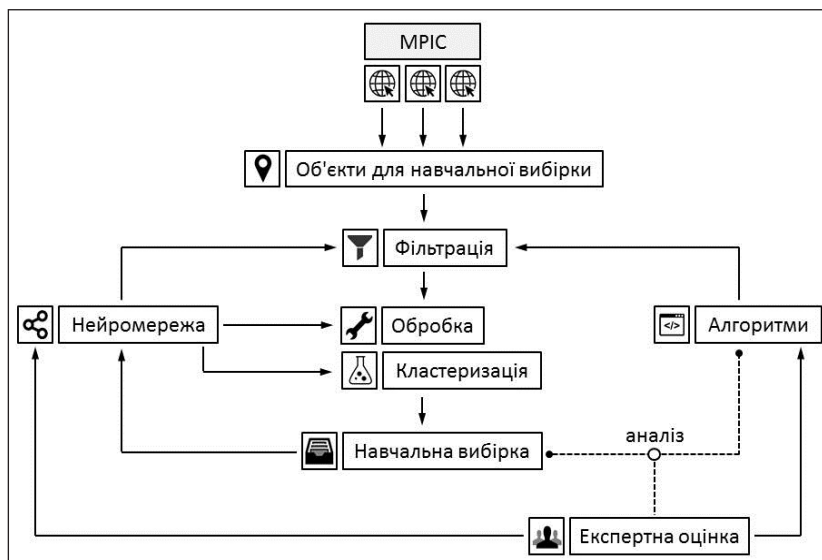 МРІС
Об'єкти для навчальної вибірки
Фільтрація
Нейромережа
Обробка
</>
Алгоритми
Кластеризація
аналіз
Навчальна вибірка
Експертна оцінка